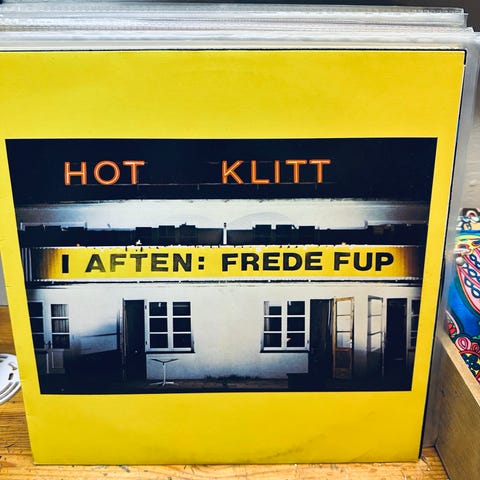 HOT KLITT
I AFTEN: FREDE FUP